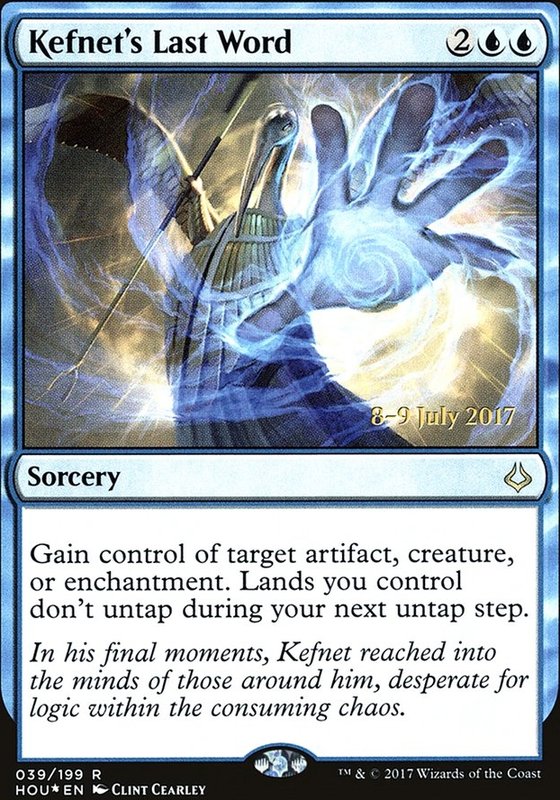 Kefnet's Last Word 2
8–9 July 2017
Sorcery
Gain control of target artifact, creature,
or enchantment. Lands you control
don't untap during your next untap step.
In his final moments, Kefnet reached into
the minds of those around him, desperate for
logic within the consuming chaos.
039/199 R
HOU★EN CLINT CEARLEY
™ & © 2017 Wizards of the Coast